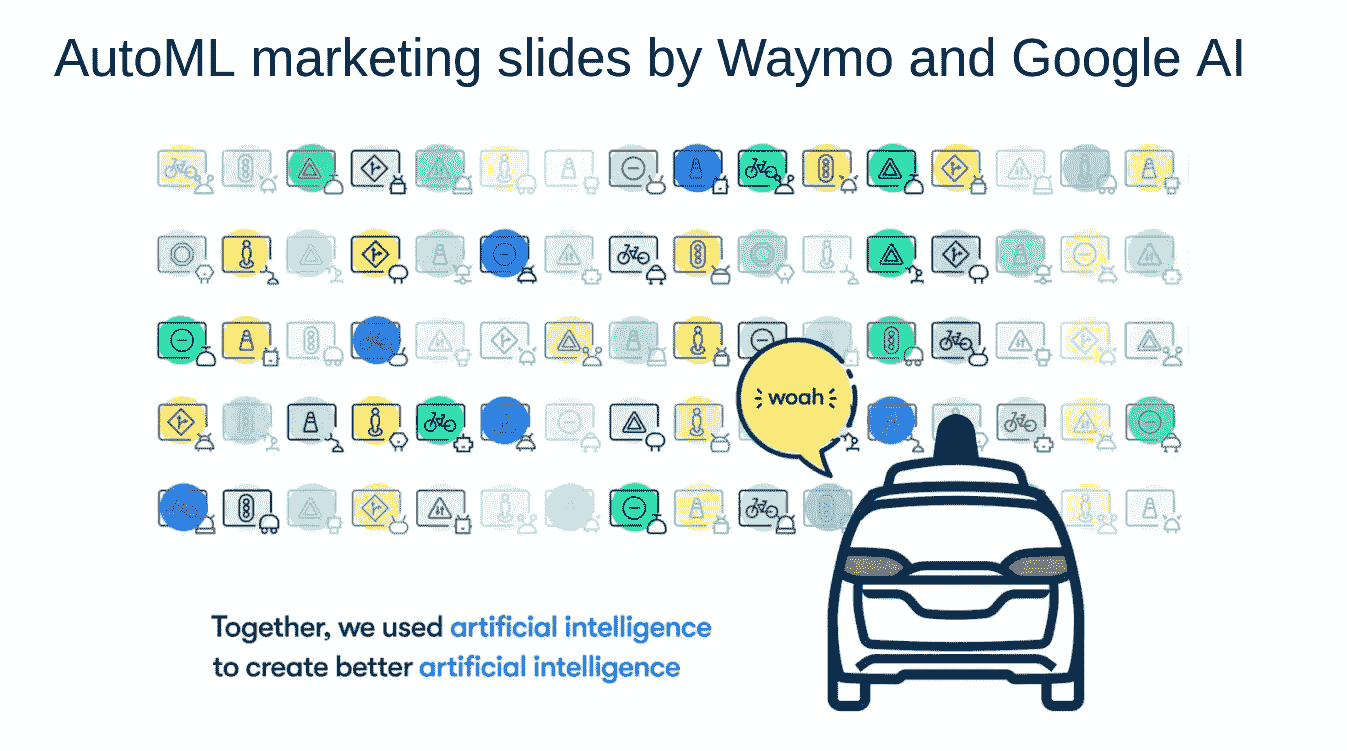 AutoML marketing slides by Waymo and Google AI
woah
Together, we used artificial intelligence
to create better artificial intelligence